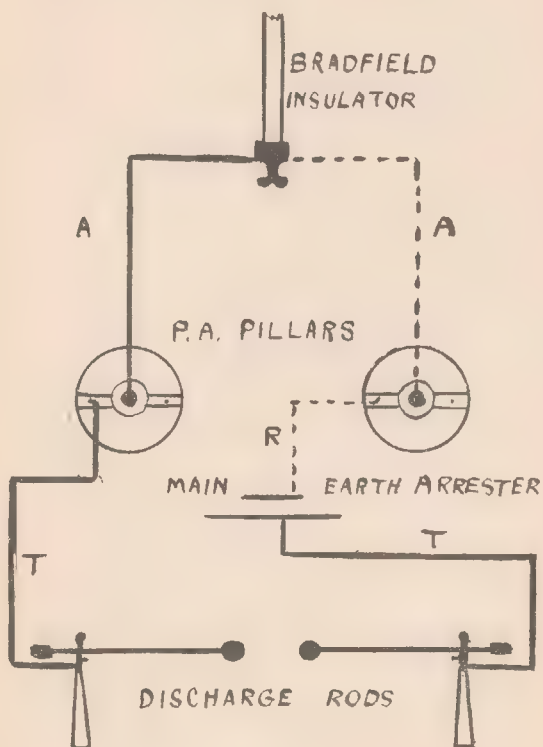 BRADFIELD
INSULATOR
A
A
P.A. PILLARS
R
MAIN
EARTH ARRESTER
T
T
DISCHARGE RODS